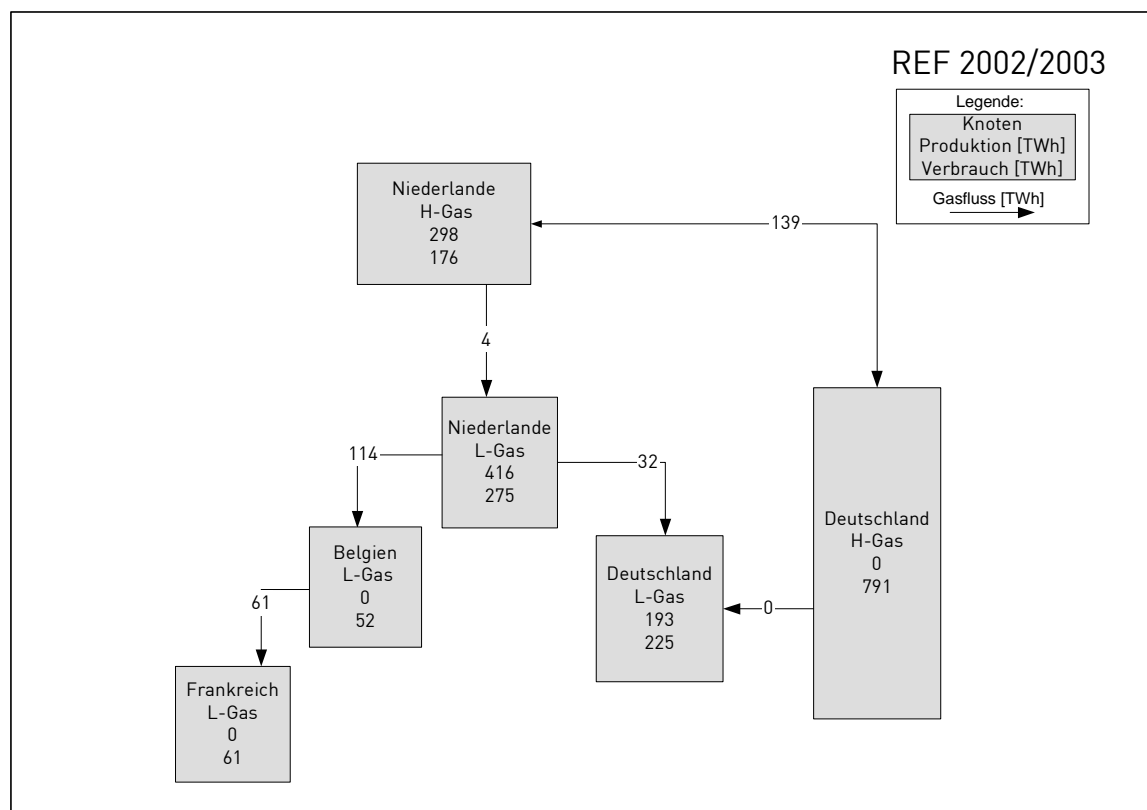 REF 2002/2003
Legende:
Knoten
Produktion [TWh]
Verbrauch [TWh]
Gasfluss [TWh]
Niederlande
H-Gas
298
176
139
4
Niederlande
L-Gas
416
275
114
32
Belgien
L-Gas
0
52
Deutschland
L-Gas
193
225
Deutschland
H-Gas
0
791
0
61
Frankreich
L-Gas
0
61